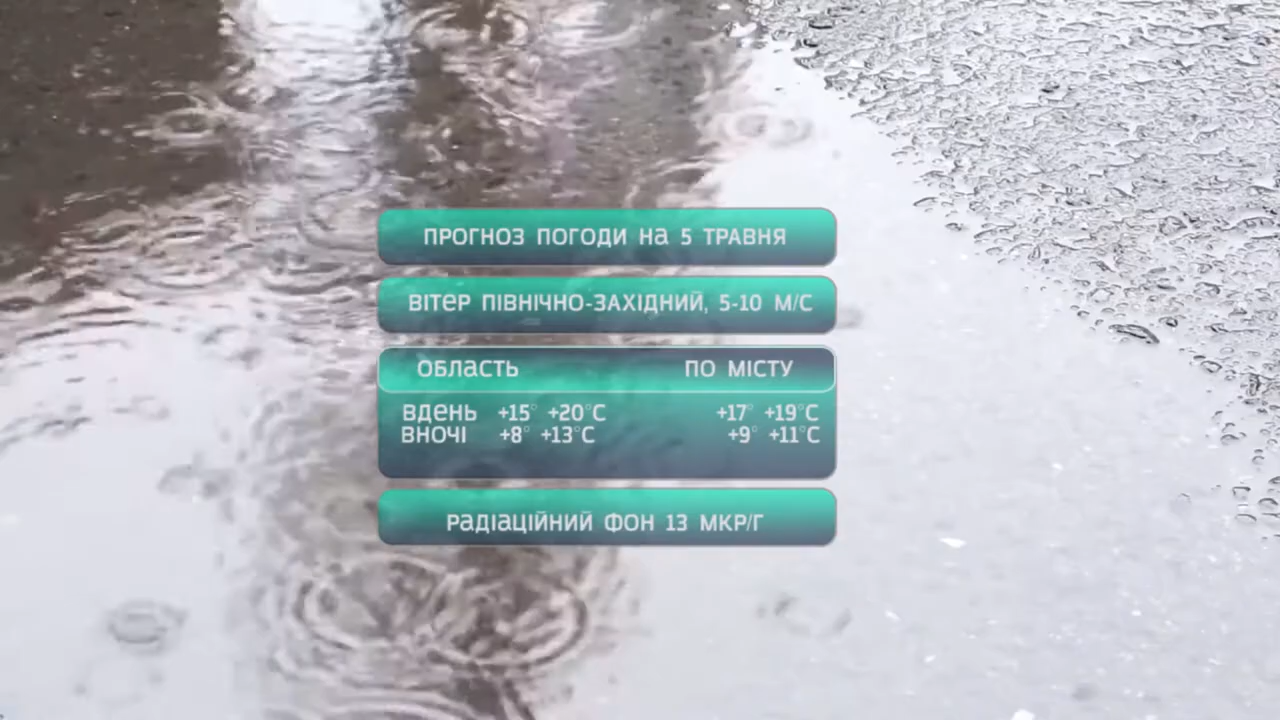 ПРОГНОЗ ПОГОДИ На 5 ТРАВНЯ
ВІТеР ПІВНІЧНО-ЗАХІДНИЙ, 5-10 М/С
ОБЛАСТЬ ПО МІСТУ
ВДеНЬ +15° +20°С +17° +19°С
ВНОЧІ +8° +13°С +9° +11°С
РаДІаЦІЙНИЙ ФОН 13 МКР/Г